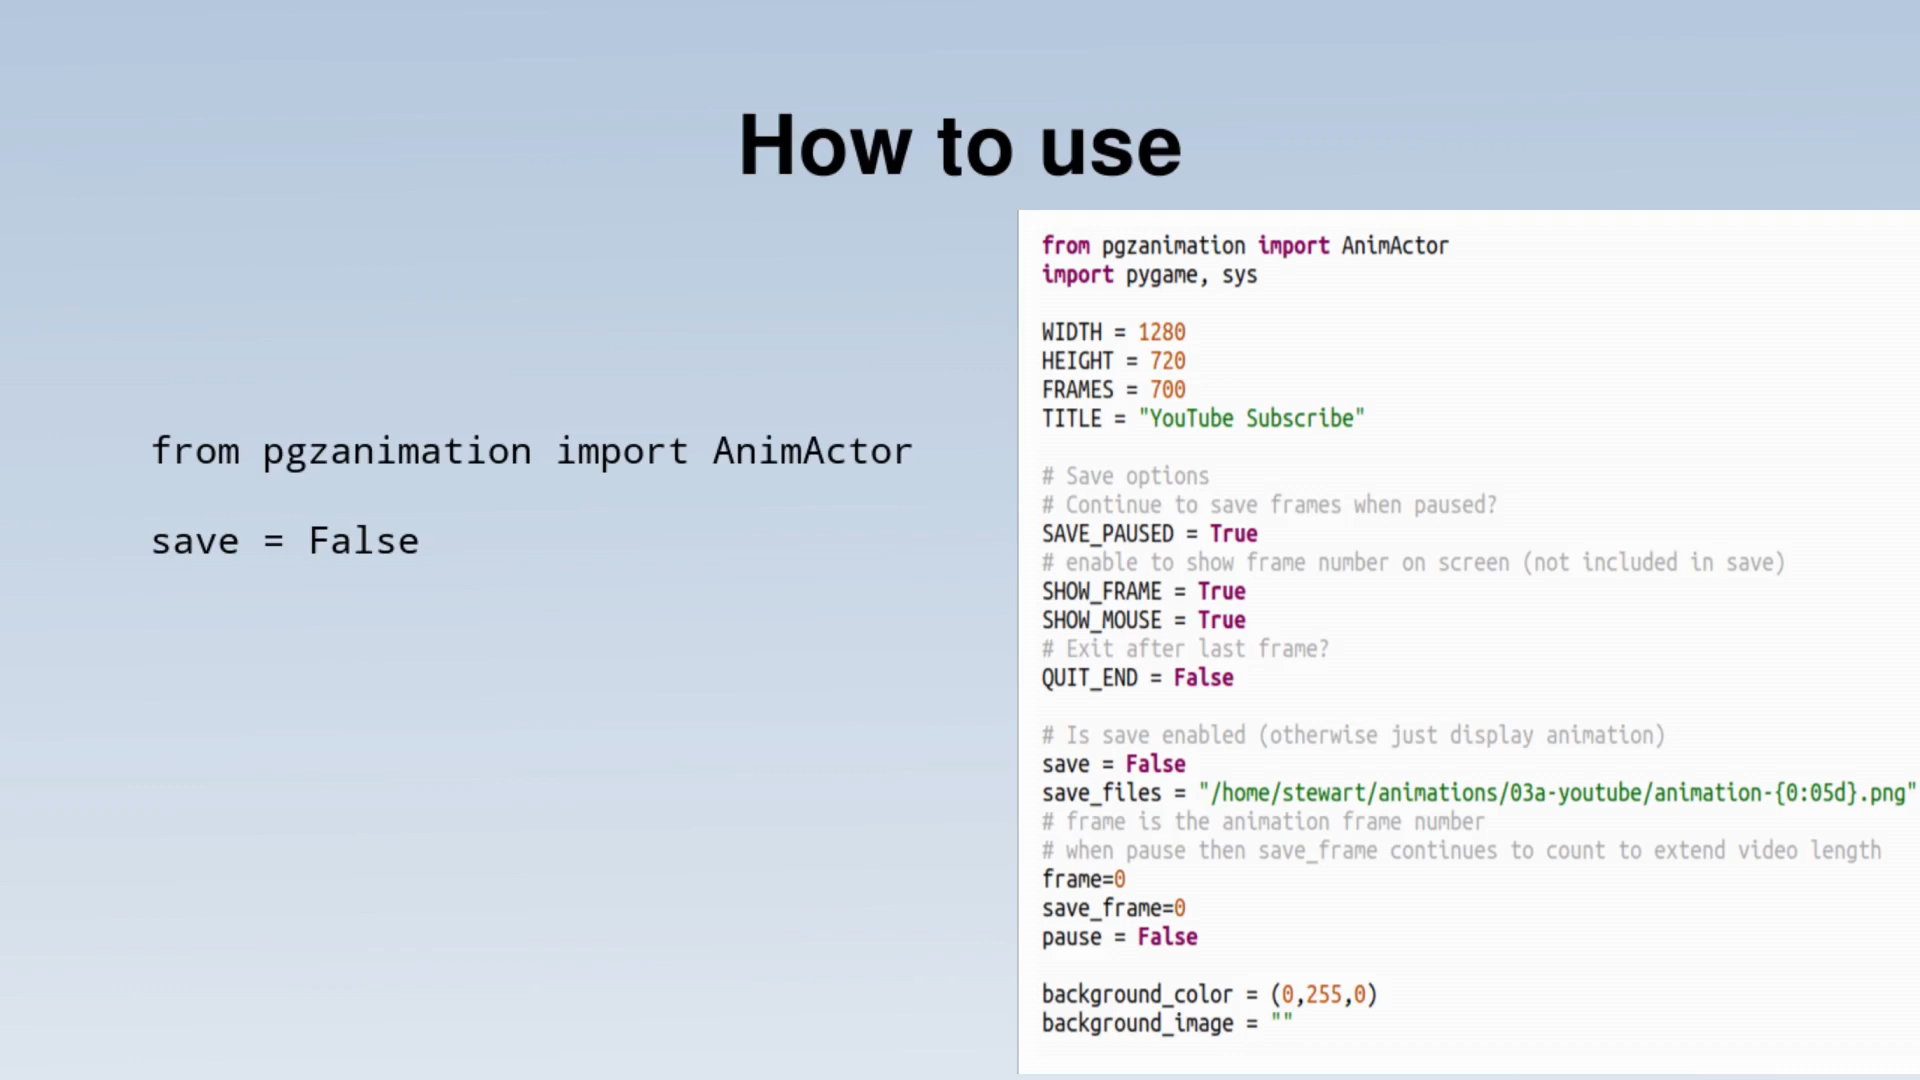 How to use
from pgzanimation import AnimActor
save = False
from pgzanimation import AnimActor
import pygame, sys
WIDTH = 1280
HEIGHT = 720
FRAMES = 700
TITLE = "YouTube Subscribe"
# Save options
# Continue to save frames when paused?
SAVE_PAUSED = True
# enable to show frame number on screen (not included in save)
SHOW_FRAME = True
SHOW_MOUSE = True
# Exit after last frame?
QUIT_END = False
# Is save enabled (otherwise just display animation)
save = False
save_files = "/home/stewart/animations/03a-youtube/animation-{0:05d}.png"
# frame is the animation frame number
# when pause then save_frame continues to count to extend video length
frame=0
save_frame=0
pause = False
background_color = (0,255,0)
background_image = ""